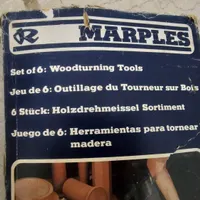 MARPLES
Set of 6: Woodturning Tools
Jeu de 6: Outillage du Tourneur sur Bois
6 Stück: Holzdrehmeissel Sortiment
Juego de 6: Herramientas para tornear
madera